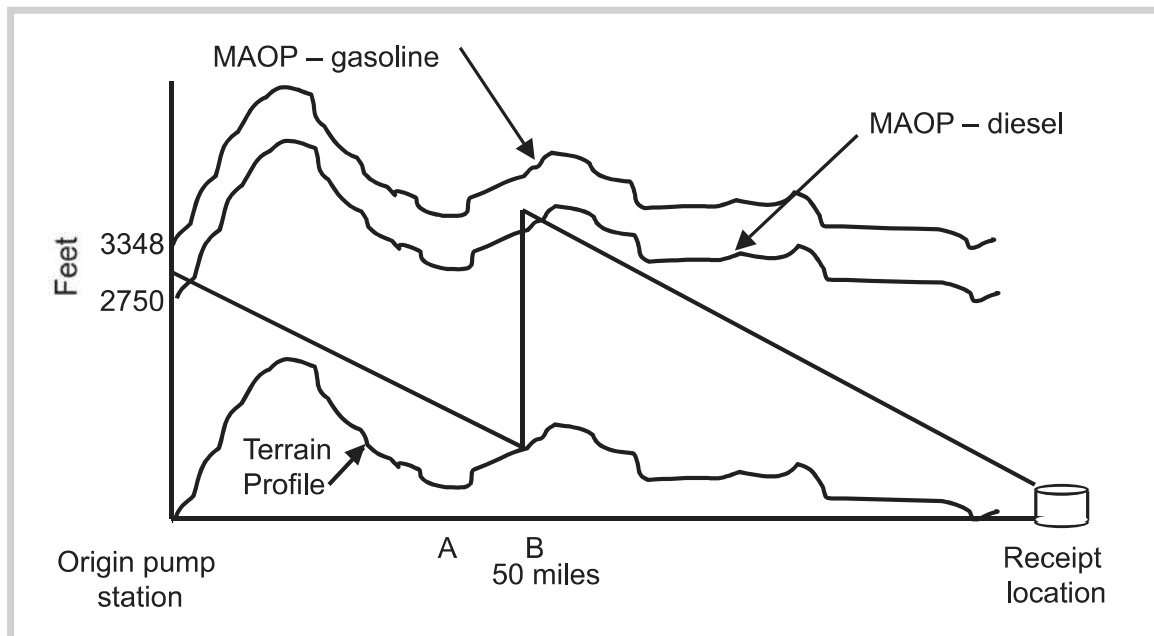 MAOP – gasoline
MAOP – diesel
Feet
3348
2750
Terrain
Profile
A
B
50 miles
Origin pump
station
Receipt
location